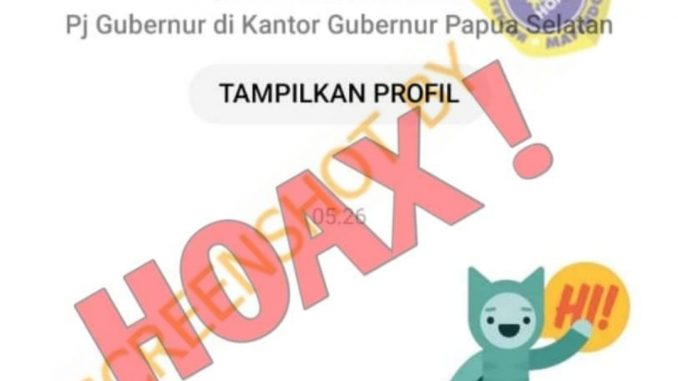 Pj Gubernur di Kantor Gubernur Papua Selatan
TAMPILKAN PROFIL
SCREENSHOT BY
HOAX !
05.26
HI!!